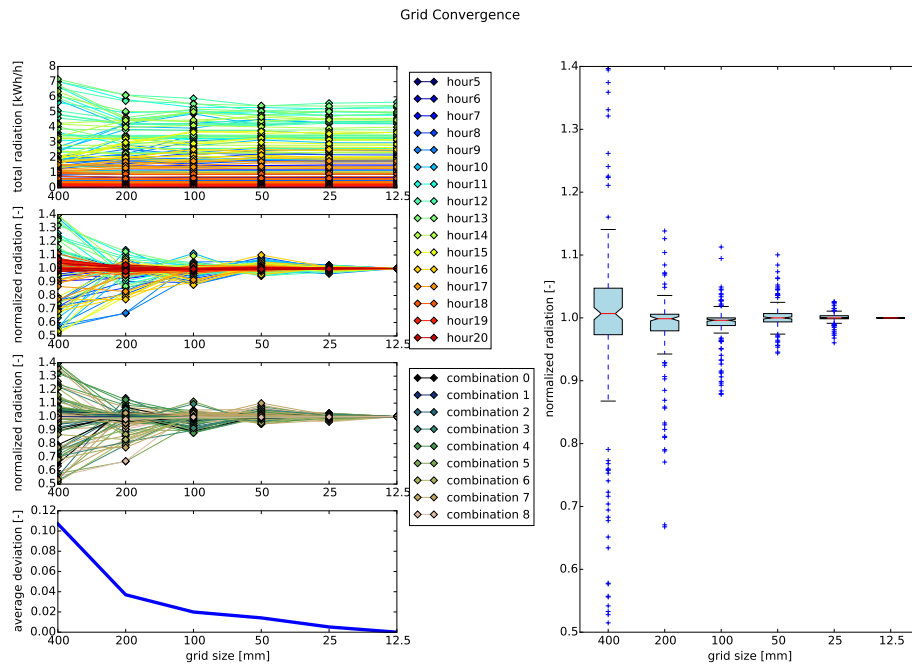 Grid Convergence
total radiation [kWh/h]
8
7
6
5
4
3
2
1
0
400 200 100 50 25 12.5
hour5
hour6
hour7
hour8
hour9
hour10
hour11
hour12
hour13
hour14
hour15
hour16
hour17
hour18
hour19
hour20
normalized radiation [-]
1.4
1.3
1.2
1.1
1.0
0.9
0.8
0.7
0.6
0.5
400 200 100 50 25 12.5
normalized radiation [-]
1.4
1.3
1.2
1.1
1.0
0.9
0.8
0.7
0.6
0.5
400 200 100 50 25 12.5
combination 0
combination 1
combination 2
combination 3
combination 4
combination 5
combination 6
combination 7
combination 8
average deviation [-]
0.12
0.10
0.08
0.06
0.04
0.02
0.00
400 200 100 50 25 12.5
grid size [mm]
normalized radiation [-]
1.4
1.3
1.2
1.1
1.0
0.9
0.8
0.7
0.6
0.5
400 200 100 50 25 12.5
grid size [mm]